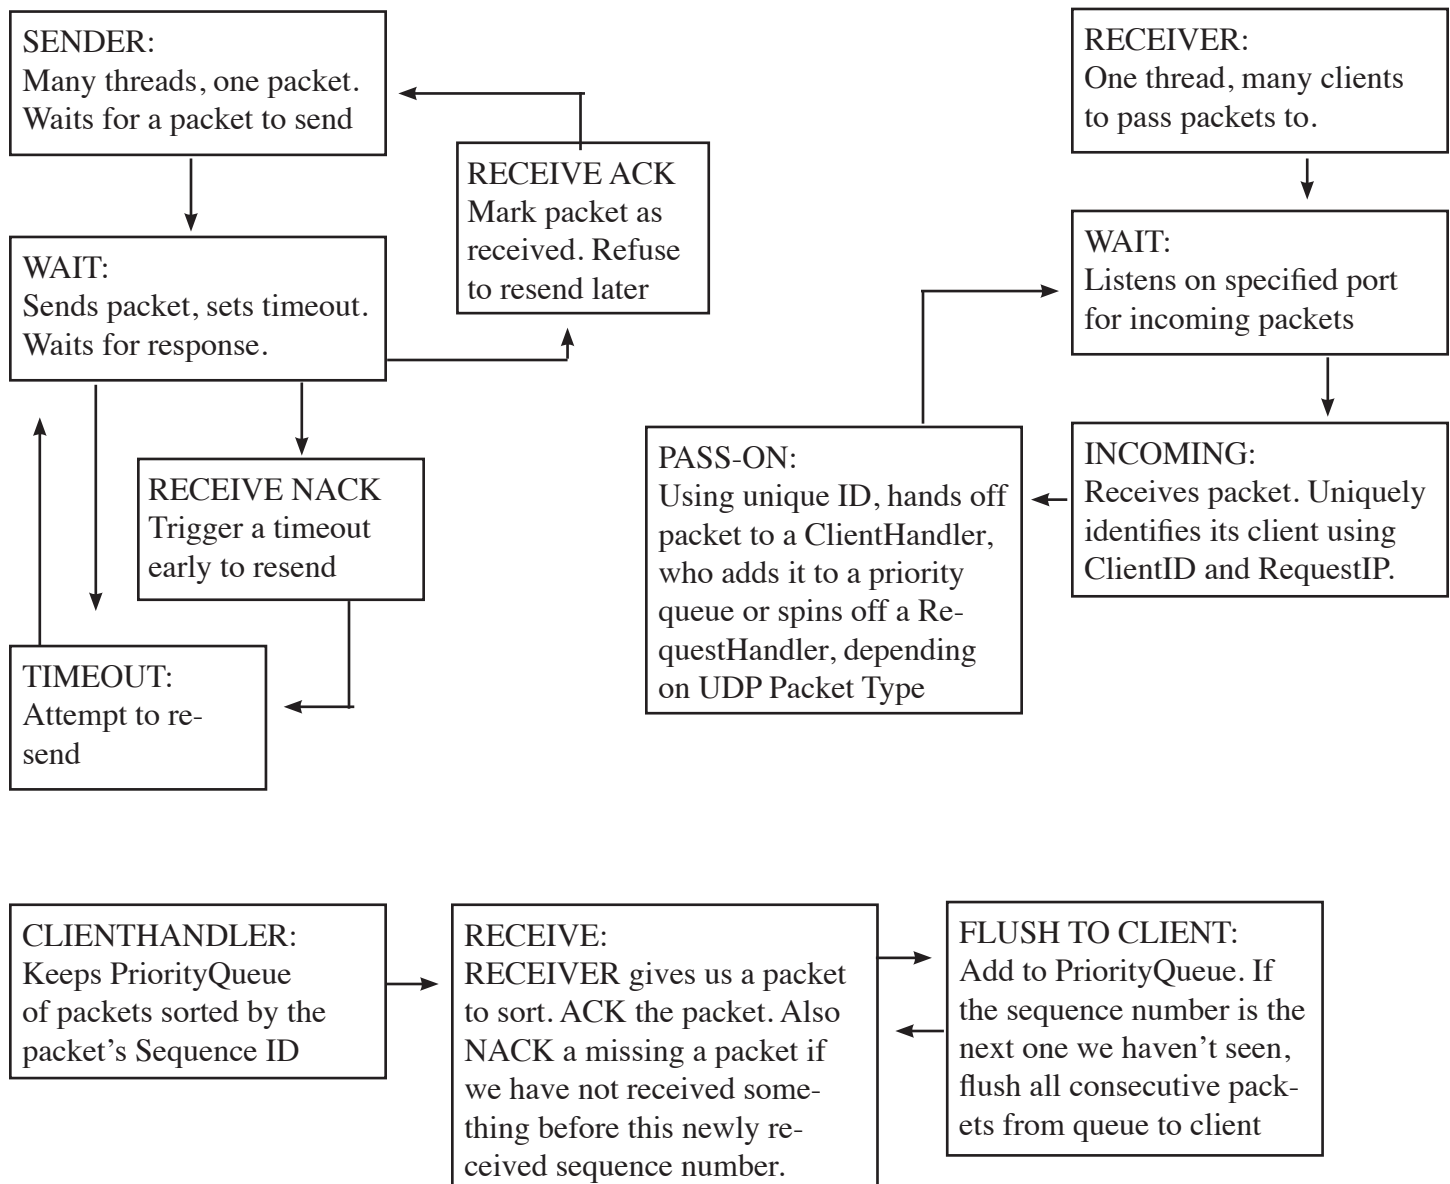 SENDER:
Many threads, one packet.
Waits for a packet to send
RECEIVE ACK
Mark packet as
received. Refuse
to resend later
WAIT:
Sends packet, sets timeout.
Waits for response.
RECEIVE NACK
Trigger a timeout
early to resend
TIMEOUT:
Attempt to re-
send
RECEIVER:
One thread, many clients
to pass packets to.
WAIT:
Listens on specified port
for incoming packets
INCOMING:
Receives packet. Uniquely
identifies its client using
ClientID and RequestIP.
PASS-ON:
Using unique ID, hands off
packet to a ClientHandler,
who adds it to a priority
queue or spins off a Re-
questHandler, depending
on UDP Packet Type
CLIENTHANDLER:
Keeps PriorityQueue
of packets sorted by the
packet's Sequence ID
RECEIVE:
RECEIVER gives us a packet
to sort. ACK the packet. Also
NACK a missing a packet if
we have not received some-
thing before this newly re-
ceived sequence number.
FLUSH TO CLIENT:
Add to PriorityQueue. If
the sequence number is the
next one we haven't seen,
flush all consecutive pack-
ets from queue to client